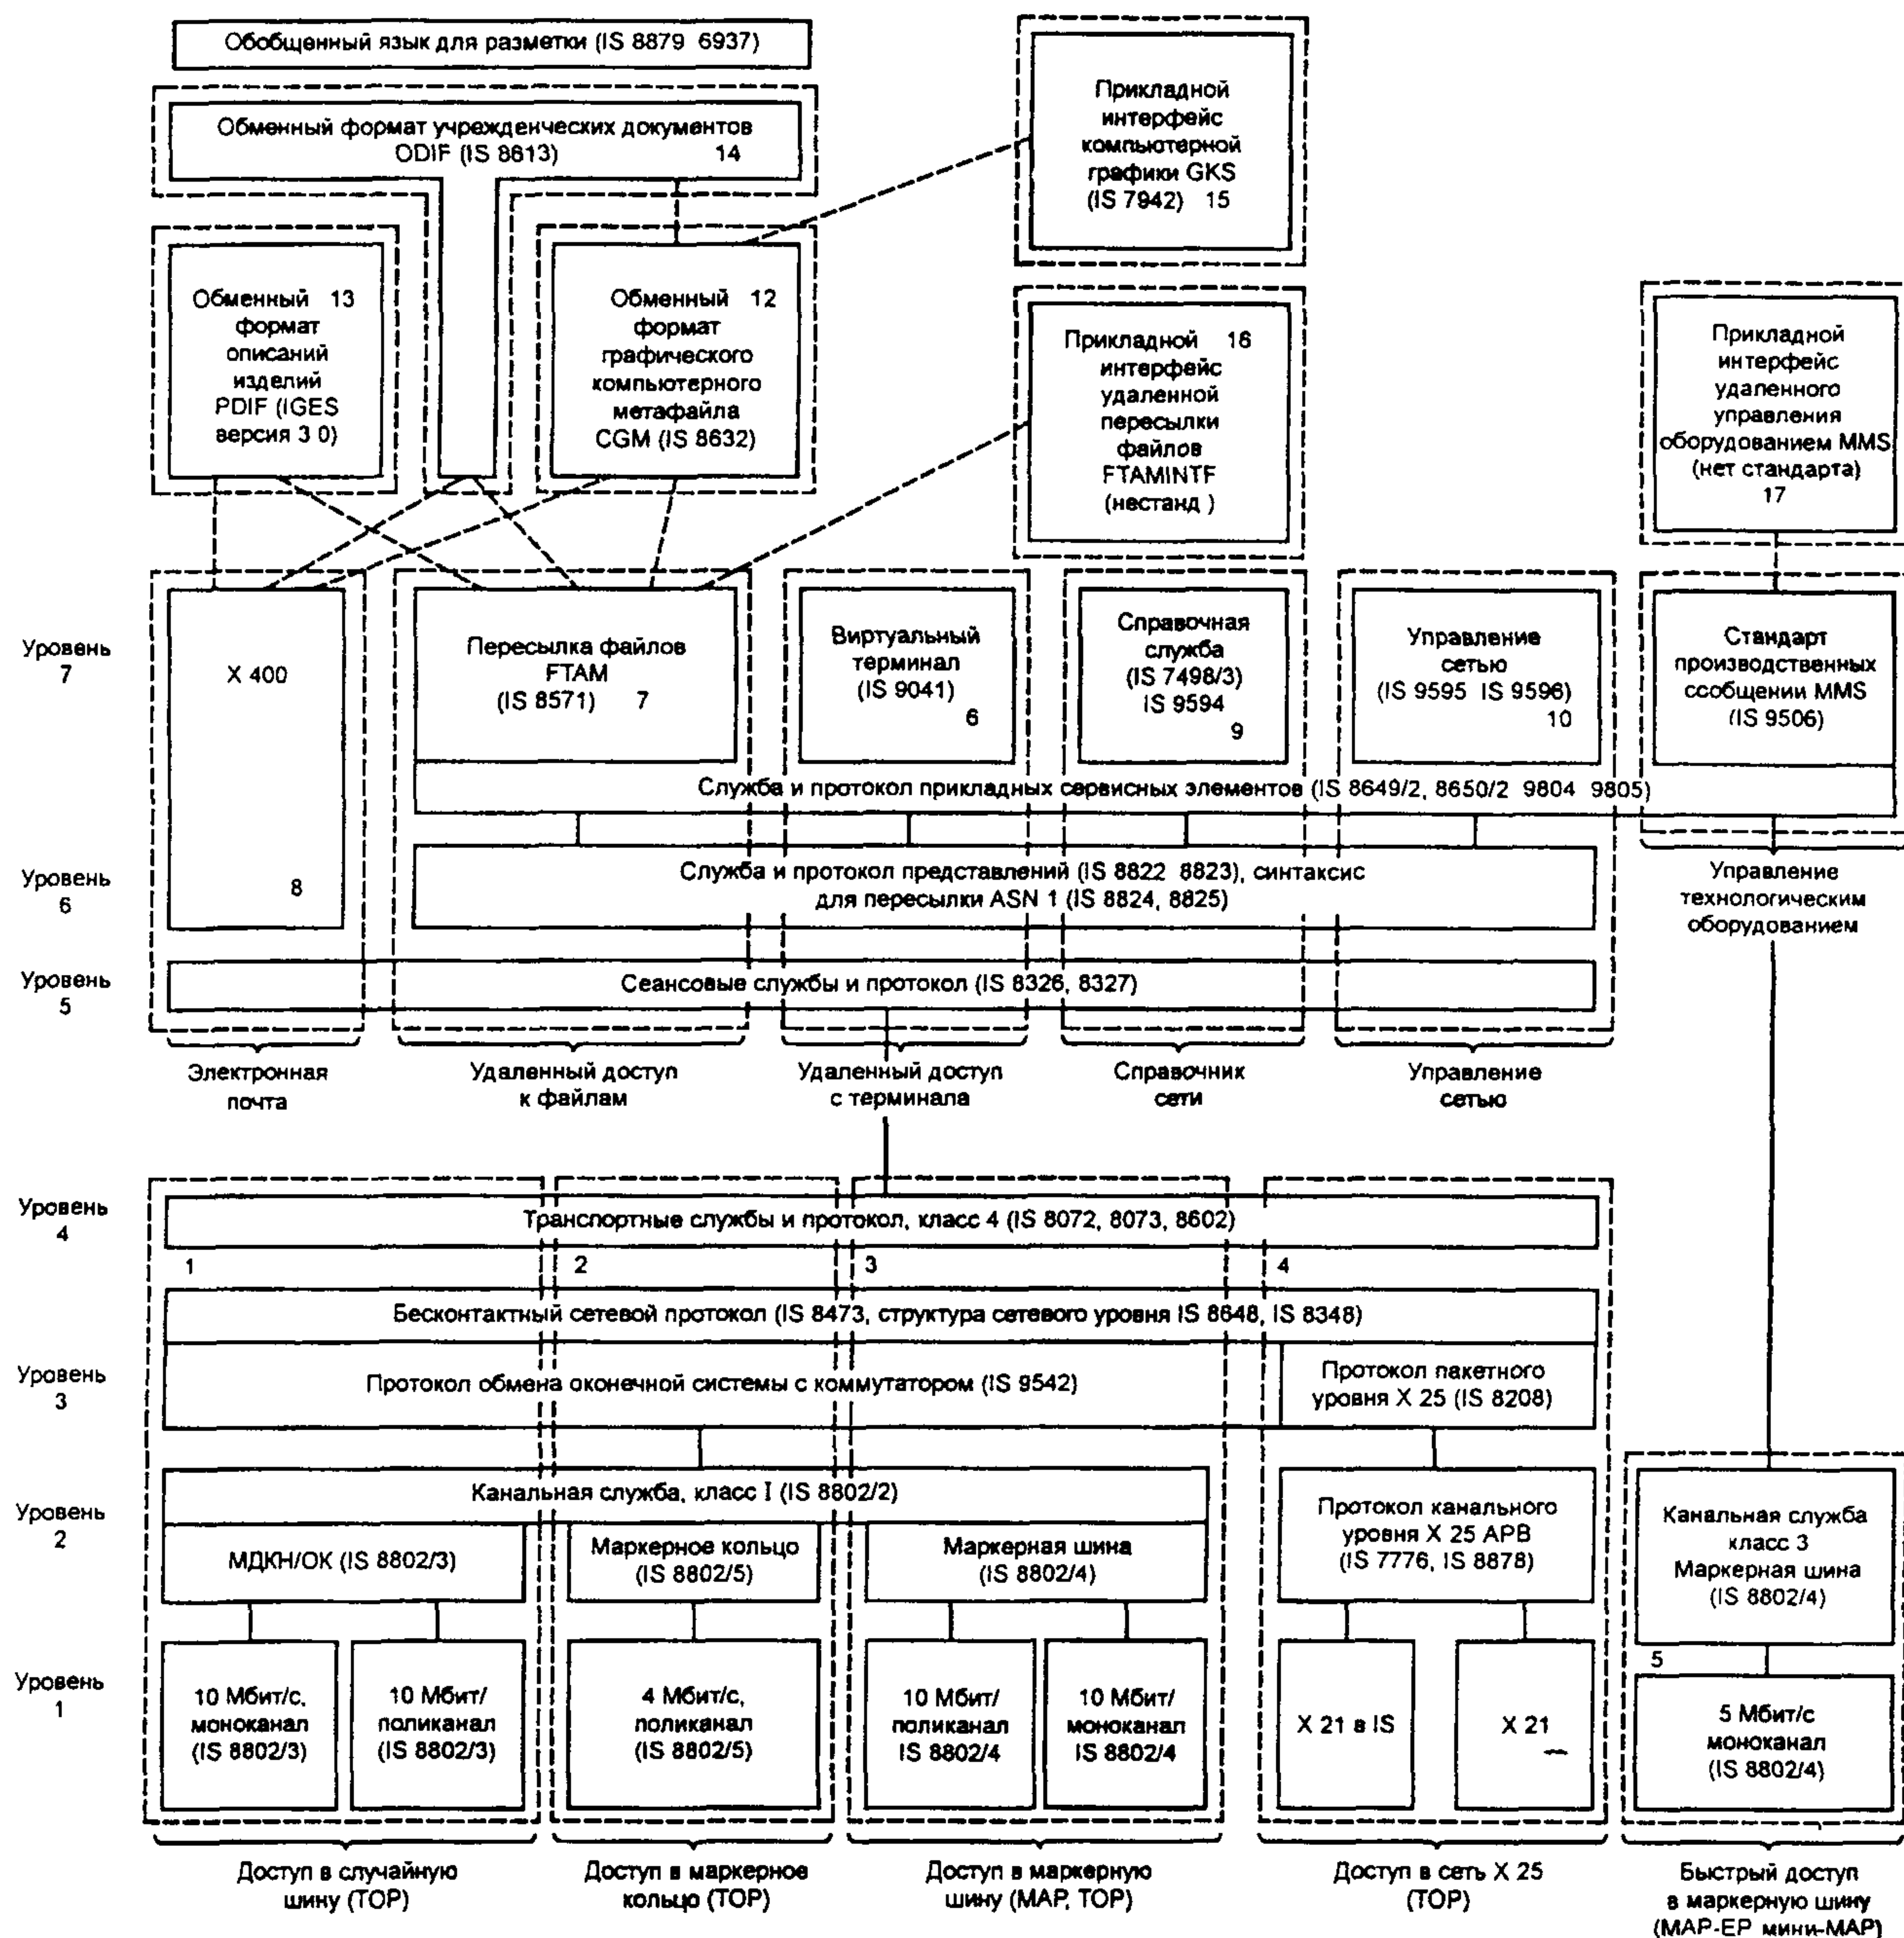 Обобщенный язык для разметки (IS 8879 6937)
Обменный формат учрежденческих документов
ODIF (IS 8613) 14
Прикладной
интерфейс
компьютерной
графики GKS
(IS 7942) 15
Обменный 13
формат
описаний
изделий
PDIF (IGES
версия 3 0)
Обменный 12
формат
графического
компьютерного
метафайла
CGM (IS 8632)
Прикладной 16
интерфейс
удаленной
пересылки
файлов
FTAMINTF
(нестанд )
Прикладной
интерфейс
удаленного
управления
оборудованием MMS
(нет стандарта)
17
Уровень
7
X 400
8
Пересылка файлов
FTAM
(IS 8571) 7
Виртуальный
терминал
(IS 9041)
6
Справочная
служба
(IS 7498/3)
IS 9594
9
Управление
сетью
(IS 9595 IS 9596)
10
Стандарт
производственных
ссобщении MMS
(IS 9506)
Служба и протокол прикладных сервисных элементов (IS 8649/2, 8650/2 9804 9805)
Уровень
6
Служба и протокол представлений (IS 8822 8823), синтаксис
для пересылки ASN 1 (IS 8824, 8825)
Управление
технологическим
оборудованием
Уровень
5
Сеансовые службы и протокол (IS 8326, 8327)
Электронная
почта
Удаленный доступ
к файлам
Удаленный доступ
с терминала
Справочник
сети
Управление
сетью
Уровень
4
Транспортные службы и протокол, класс 4 (IS 8072, 8073, 8602)
1 2 3 4
Бесконтактный сетевой протокол (IS 8473, структура сетевого уровня IS 8648, IS 8348)
Уровень
3
Протокол обмена оконечной системы с коммутатором (IS 9542)
Протокол пакетного
уровня X 25 (IS 8208)
Уровень
2
Канальная служба, класс I (IS 8802/2)
МДКН/ОК (IS 8802/3)
Маркерное кольцо
(IS 8802/5)
Маркерная шина
(IS 8802/4)
Протокол канального
уровня X 25 APB
(IS 7776, IS 8878)
Канальная служба
класс 3
Маркерная шина
(IS 8802/4)
Уровень
1
10 Мбит/с,
моноканал
(IS 8802/3)
10 Мбит/
поликанал
(IS 8802/3)
4 Мбит/с,
поликанал
(IS 8802/5)
10 Мбит/
поликанал
IS 8802/4
10 Мбит/
моноканал
IS 8802/4
X 21 в IS
X 21
5
5 Мбит/с
моноканал
(IS 8802/4)
Доступ в случайную
шину (TOP)
Доступ в маркерное
кольцо (TOP)
Доступ в маркерную
шину (MAP, TOP)
Доступ в сеть X 25
(TOP)
Быстрый доступ
в маркерную шину
(MAP-EP мини-MAP)